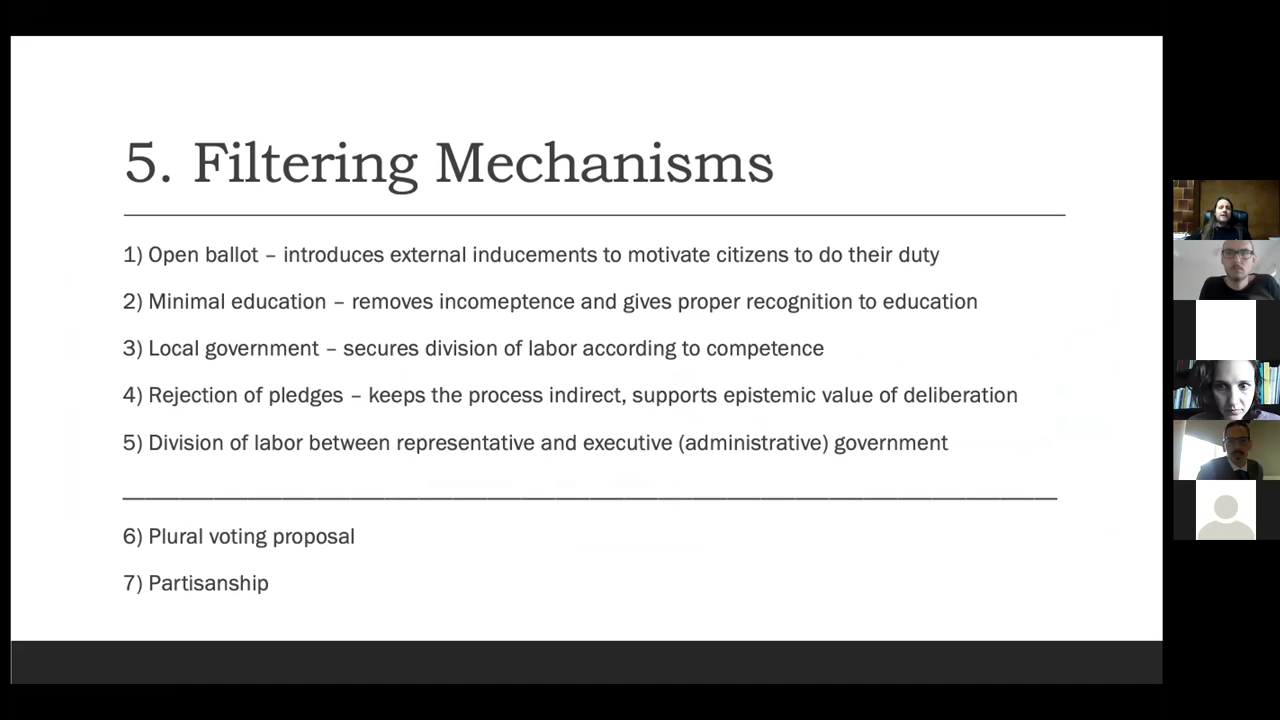 5. Filtering Mechanisms
1) Open ballot – introduces external inducements to motivate citizens to do their duty
2) Minimal education – removes incomeptence and gives proper recognition to education
3) Local government – secures division of labor according to competence
4) Rejection of pledges – keeps the process indirect, supports epistemic value of deliberation
5) Division of labor between representative and executive (administrative) government
6) Plural voting proposal
7) Partisanship